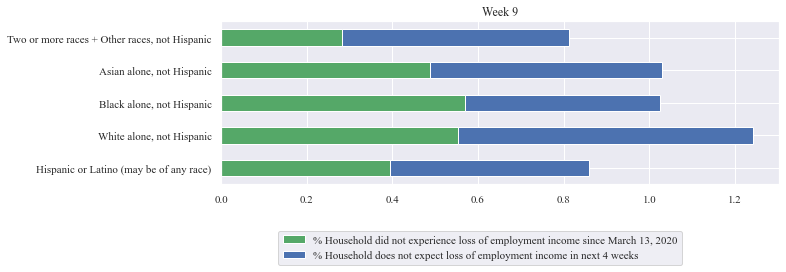 Week 9
Two or more races + Other races, not Hispanic
Asian alone, not Hispanic
Black alone, not Hispanic
White alone, not Hispanic
Hispanic or Latino (may be of any race)
0.0 0.2 0.4 0.6 0.8 1.0 1.2
% Household did not experience loss of employment income since March 13, 2020
% Household does not expect loss of employment income in next 4 weeks